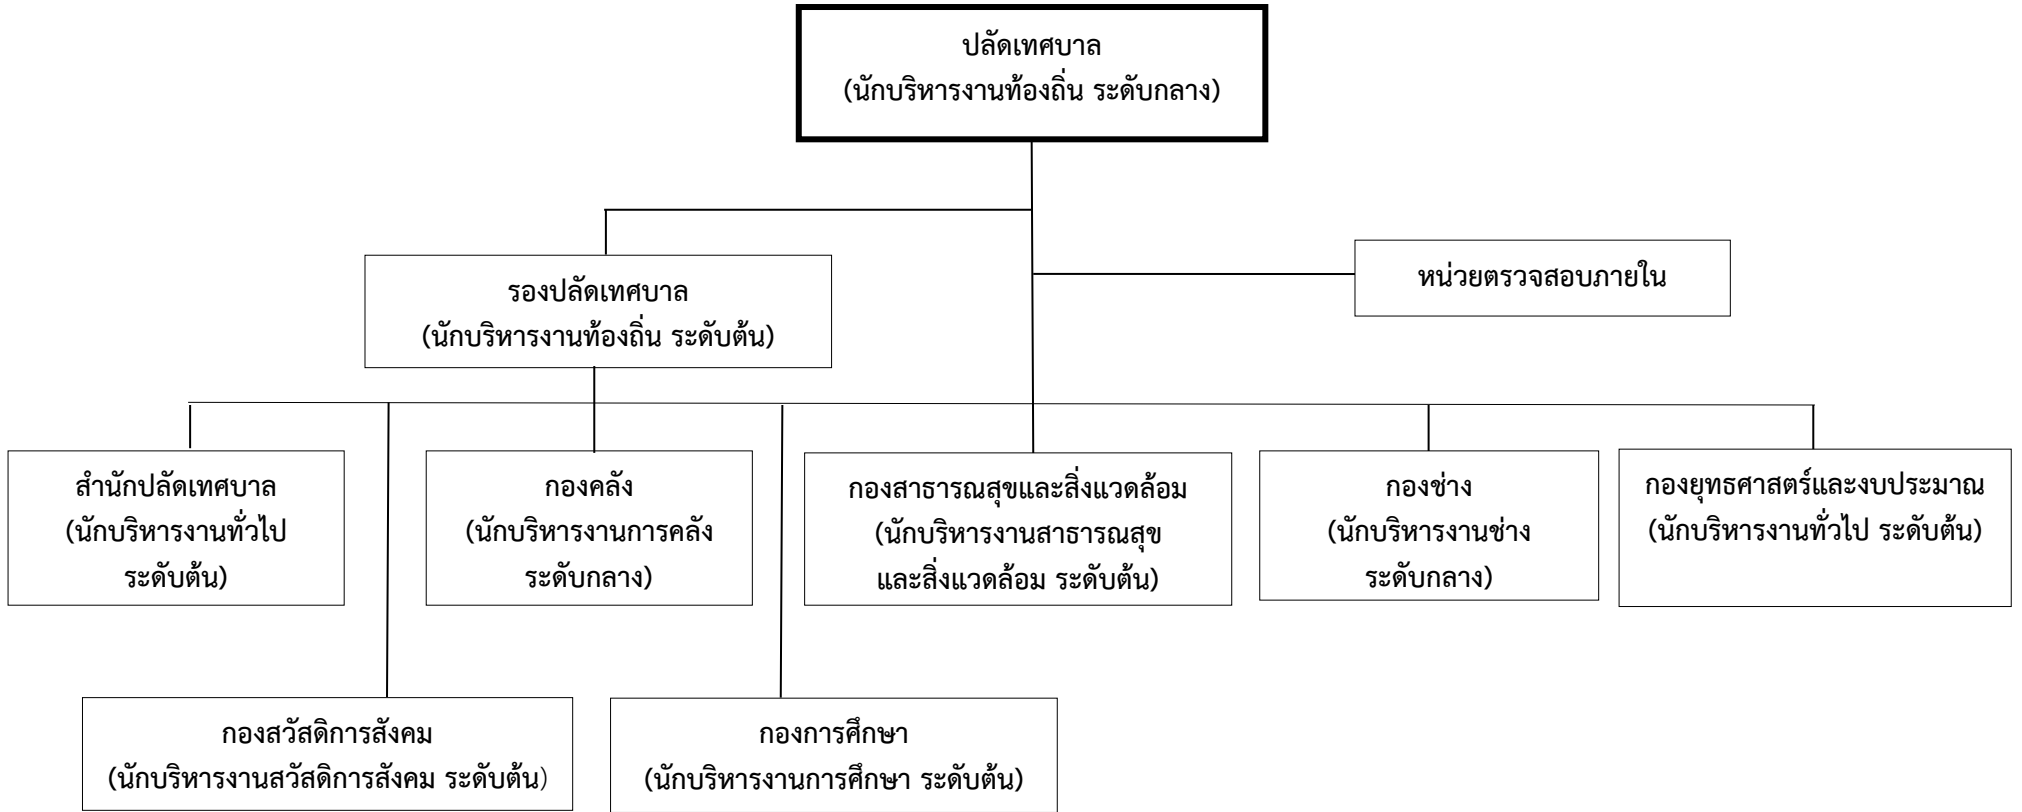 ปลัดเทศบาล
(นักบริหารงานท้องถิ่น ระดับกลาง)
รองปลัดเทศบาล
(นักบริหารงานท้องถิ่น ระดับต้น)
หน่วยตรวจสอบภายใน
สำนักปลัดเทศบาล
(นักบริหารงานทั่วไป
ระดับต้น)
กองคลัง
(นักบริหารงานการคลัง
ระดับกลาง)
กองสาธารณสุขและสิ่งแวดล้อม
(นักบริหารงานสาธารณสุข
และสิ่งแวดล้อม ระดับต้น)
กองช่าง
(นักบริหารงานช่าง
ระดับกลาง)
กองยุทธศาสตร์และงบประมาณ
(นักบริหารงานทั่วไป ระดับต้น)
กองสวัสดิการสังคม
(นักบริหารงานสวัสดิการสังคม ระดับต้น)
กองการศึกษา
(นักบริหารงานการศึกษา ระดับต้น)